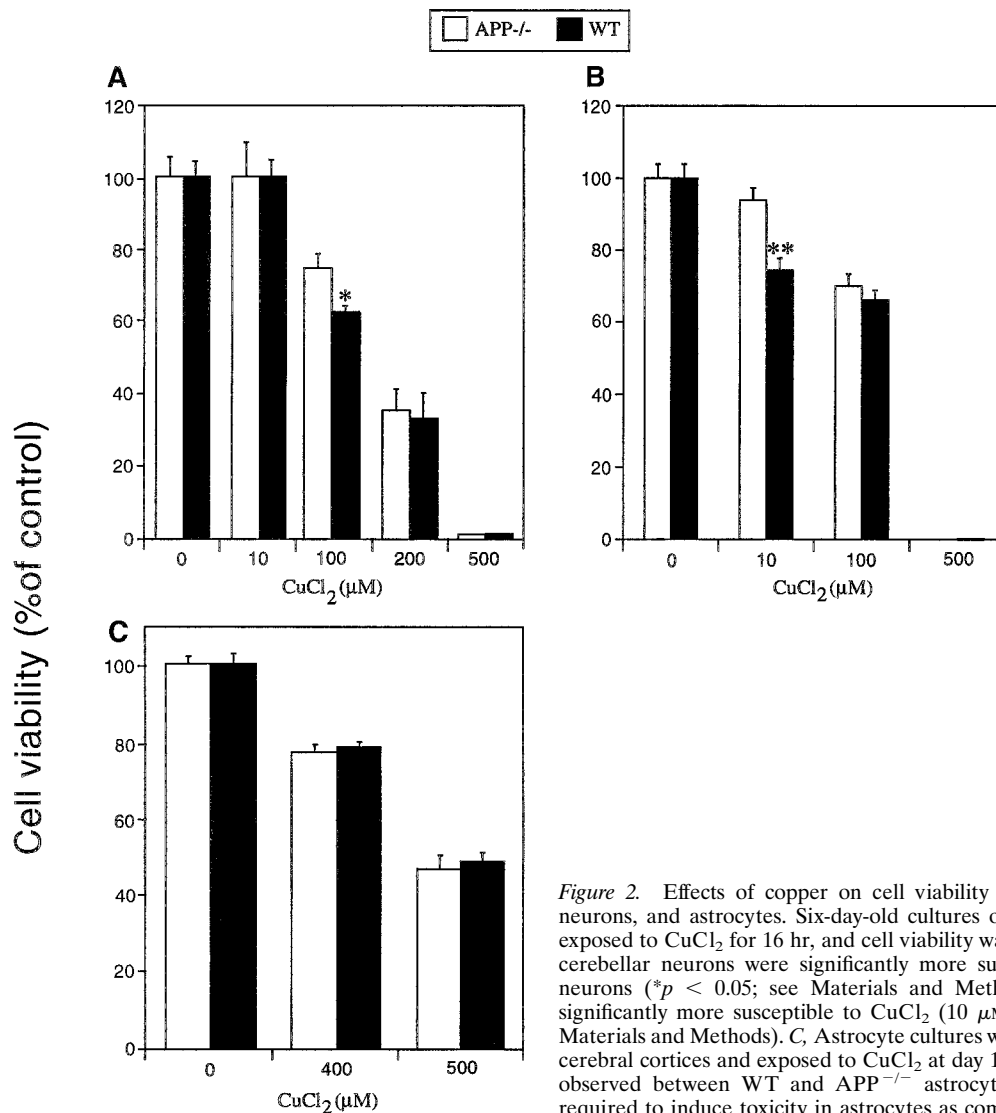 APP-/- WT
A
120
100
80
60
40
20
0
0 10 100 200 500
CuCl2 (μM)
B
120
100
80
60
40
20
0
0 10 100 500
CuCl2 (μM)
*
**
Cell viability (% of control)
C
100
80
60
40
20
0
0 400 500
CuCl2 (μM)
Figure 2. Effects of copper on cell viability
neurons, and astrocytes. Six-day-old cultures o
exposed to CuCl2 for 16 hr, and cell viability wa
cerebellar neurons were significantly more su
neurons (*p < 0.05; see Materials and Meth
significantly more susceptible to CuCl2 (10 μM
Materials and Methods). C, Astrocyte cultures w
cerebral cortices and exposed to CuCl2 at day 1
observed between WT and APP−/− astrocyt
required to induce toxicity in astrocytes as con